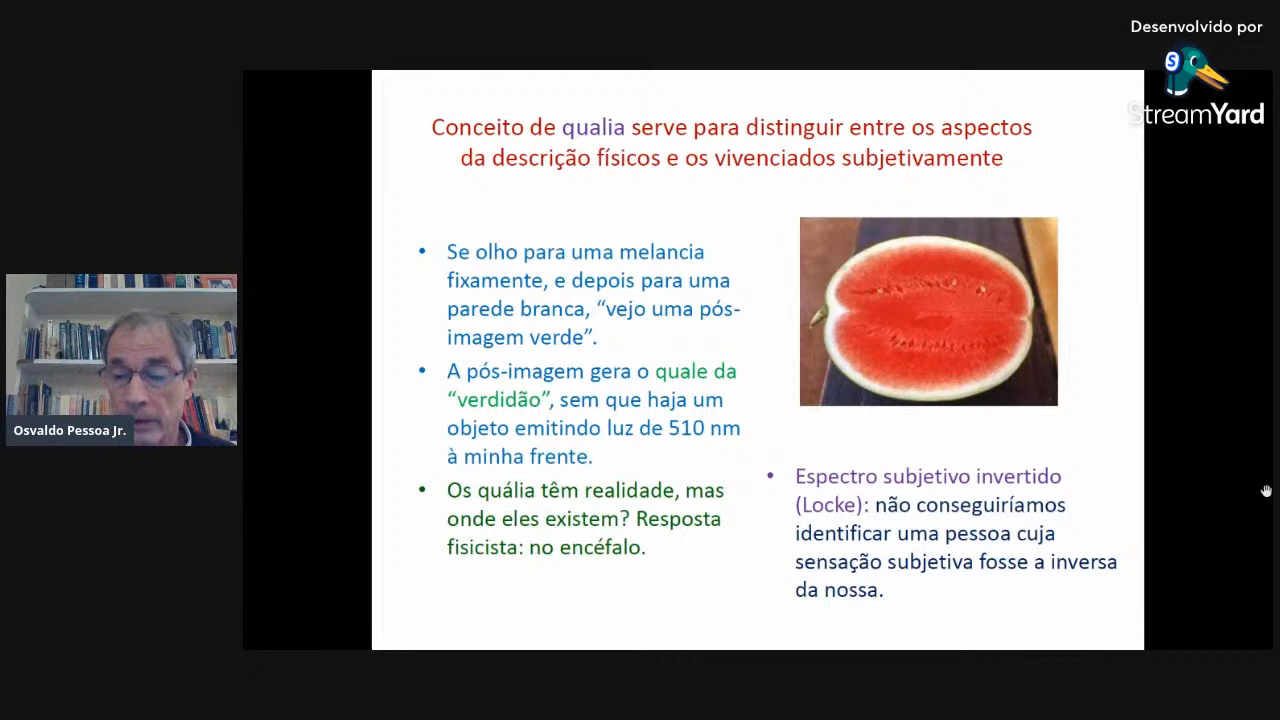 Desenvolvido por
StreamYard
Conceito de qualia serve para distinguir entre os aspectos
da descrição físicos e os vivenciados subjetivamente
• Se olho para uma melancia
fixamente, e depois para uma
parede branca, “vejo uma pós-
imagem verde”.
• A pós-imagem gera o quale da
“verdidão”, sem que haja um
objeto emitindo luz de 510 nm
à minha frente.
• Os quália têm realidade, mas
onde eles existem? Resposta
fisicista: no encéfalo.
• Espectro subjetivo invertido
(Locke): não conseguiríamos
identificar uma pessoa cuja
sensação subjetiva fosse a inversa
da nossa.
Osvaldo Pessoa Jr.